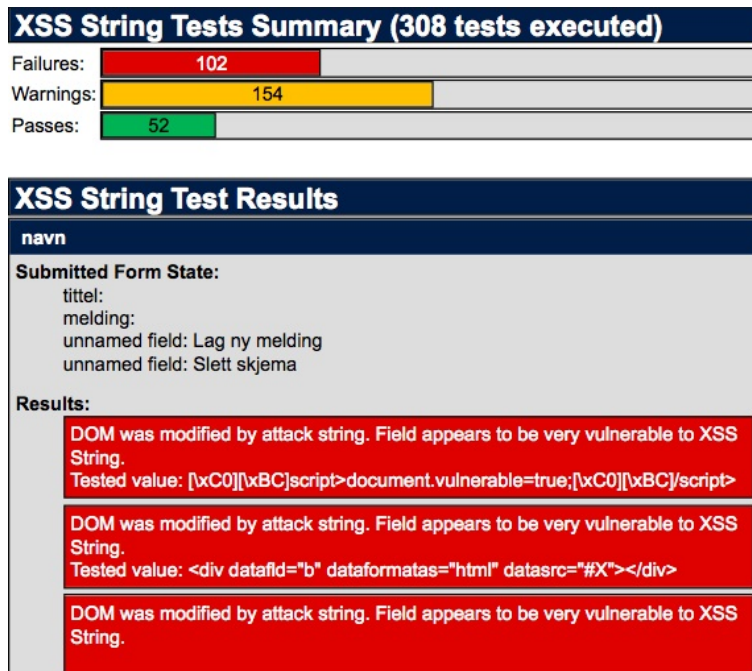 XSS String Tests Summary (308 tests executed)
Failures: 102
Warnings: 154
Passes: 52
XSS String Test Results
navn
Submitted Form State:
tittel:
melding:
unnamed field: Lag ny melding
unnamed field: Slett skjema
Results:
DOM was modified by attack string. Field appears to be very vulnerable to XSS
String.
Tested value: [\xC0][\xBC]script>document.vulnerable=true;[\xC0][\xBC]/script>
DOM was modified by attack string. Field appears to be very vulnerable to XSS
String.
Tested value: <div datafld="b" dataformatas="html" datasrc="#X"></div>
DOM was modified by attack string. Field appears to be very vulnerable to XSS
String.